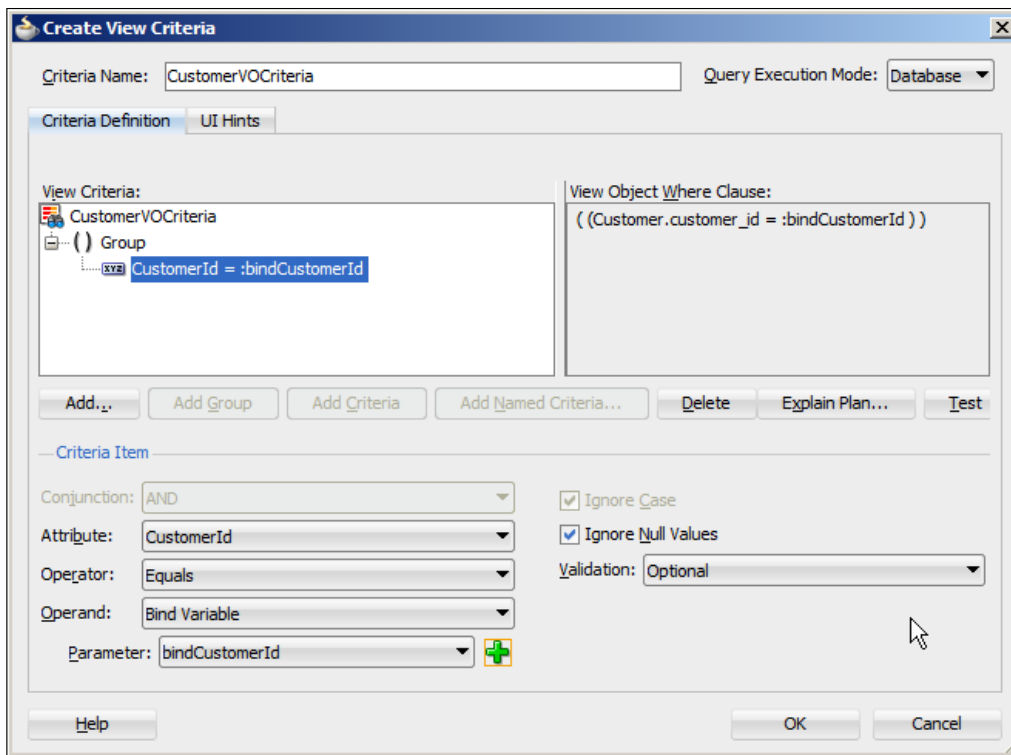 Create View Criteria
Criteria Name: CustomerVOCriteria Query Execution Mode: Database
Criteria Definition UI Hints
View Criteria: View Object Where Clause:
CustomerVOCriteria ( (Customer.customer_id = :bindCustomerId ) )
( ) Group
XYZ CustomerId = :bindCustomerId
Add... Add Group Add Criteria Add Named Criteria... Delete Explain Plan... Test
Criteria Item
Conjunction: AND Ignore Case
Attribute: CustomerId Ignore Null Values
Operator: Equals Validation: Optional
Operand: Bind Variable
Parameter: bindCustomerId
Help OK Cancel